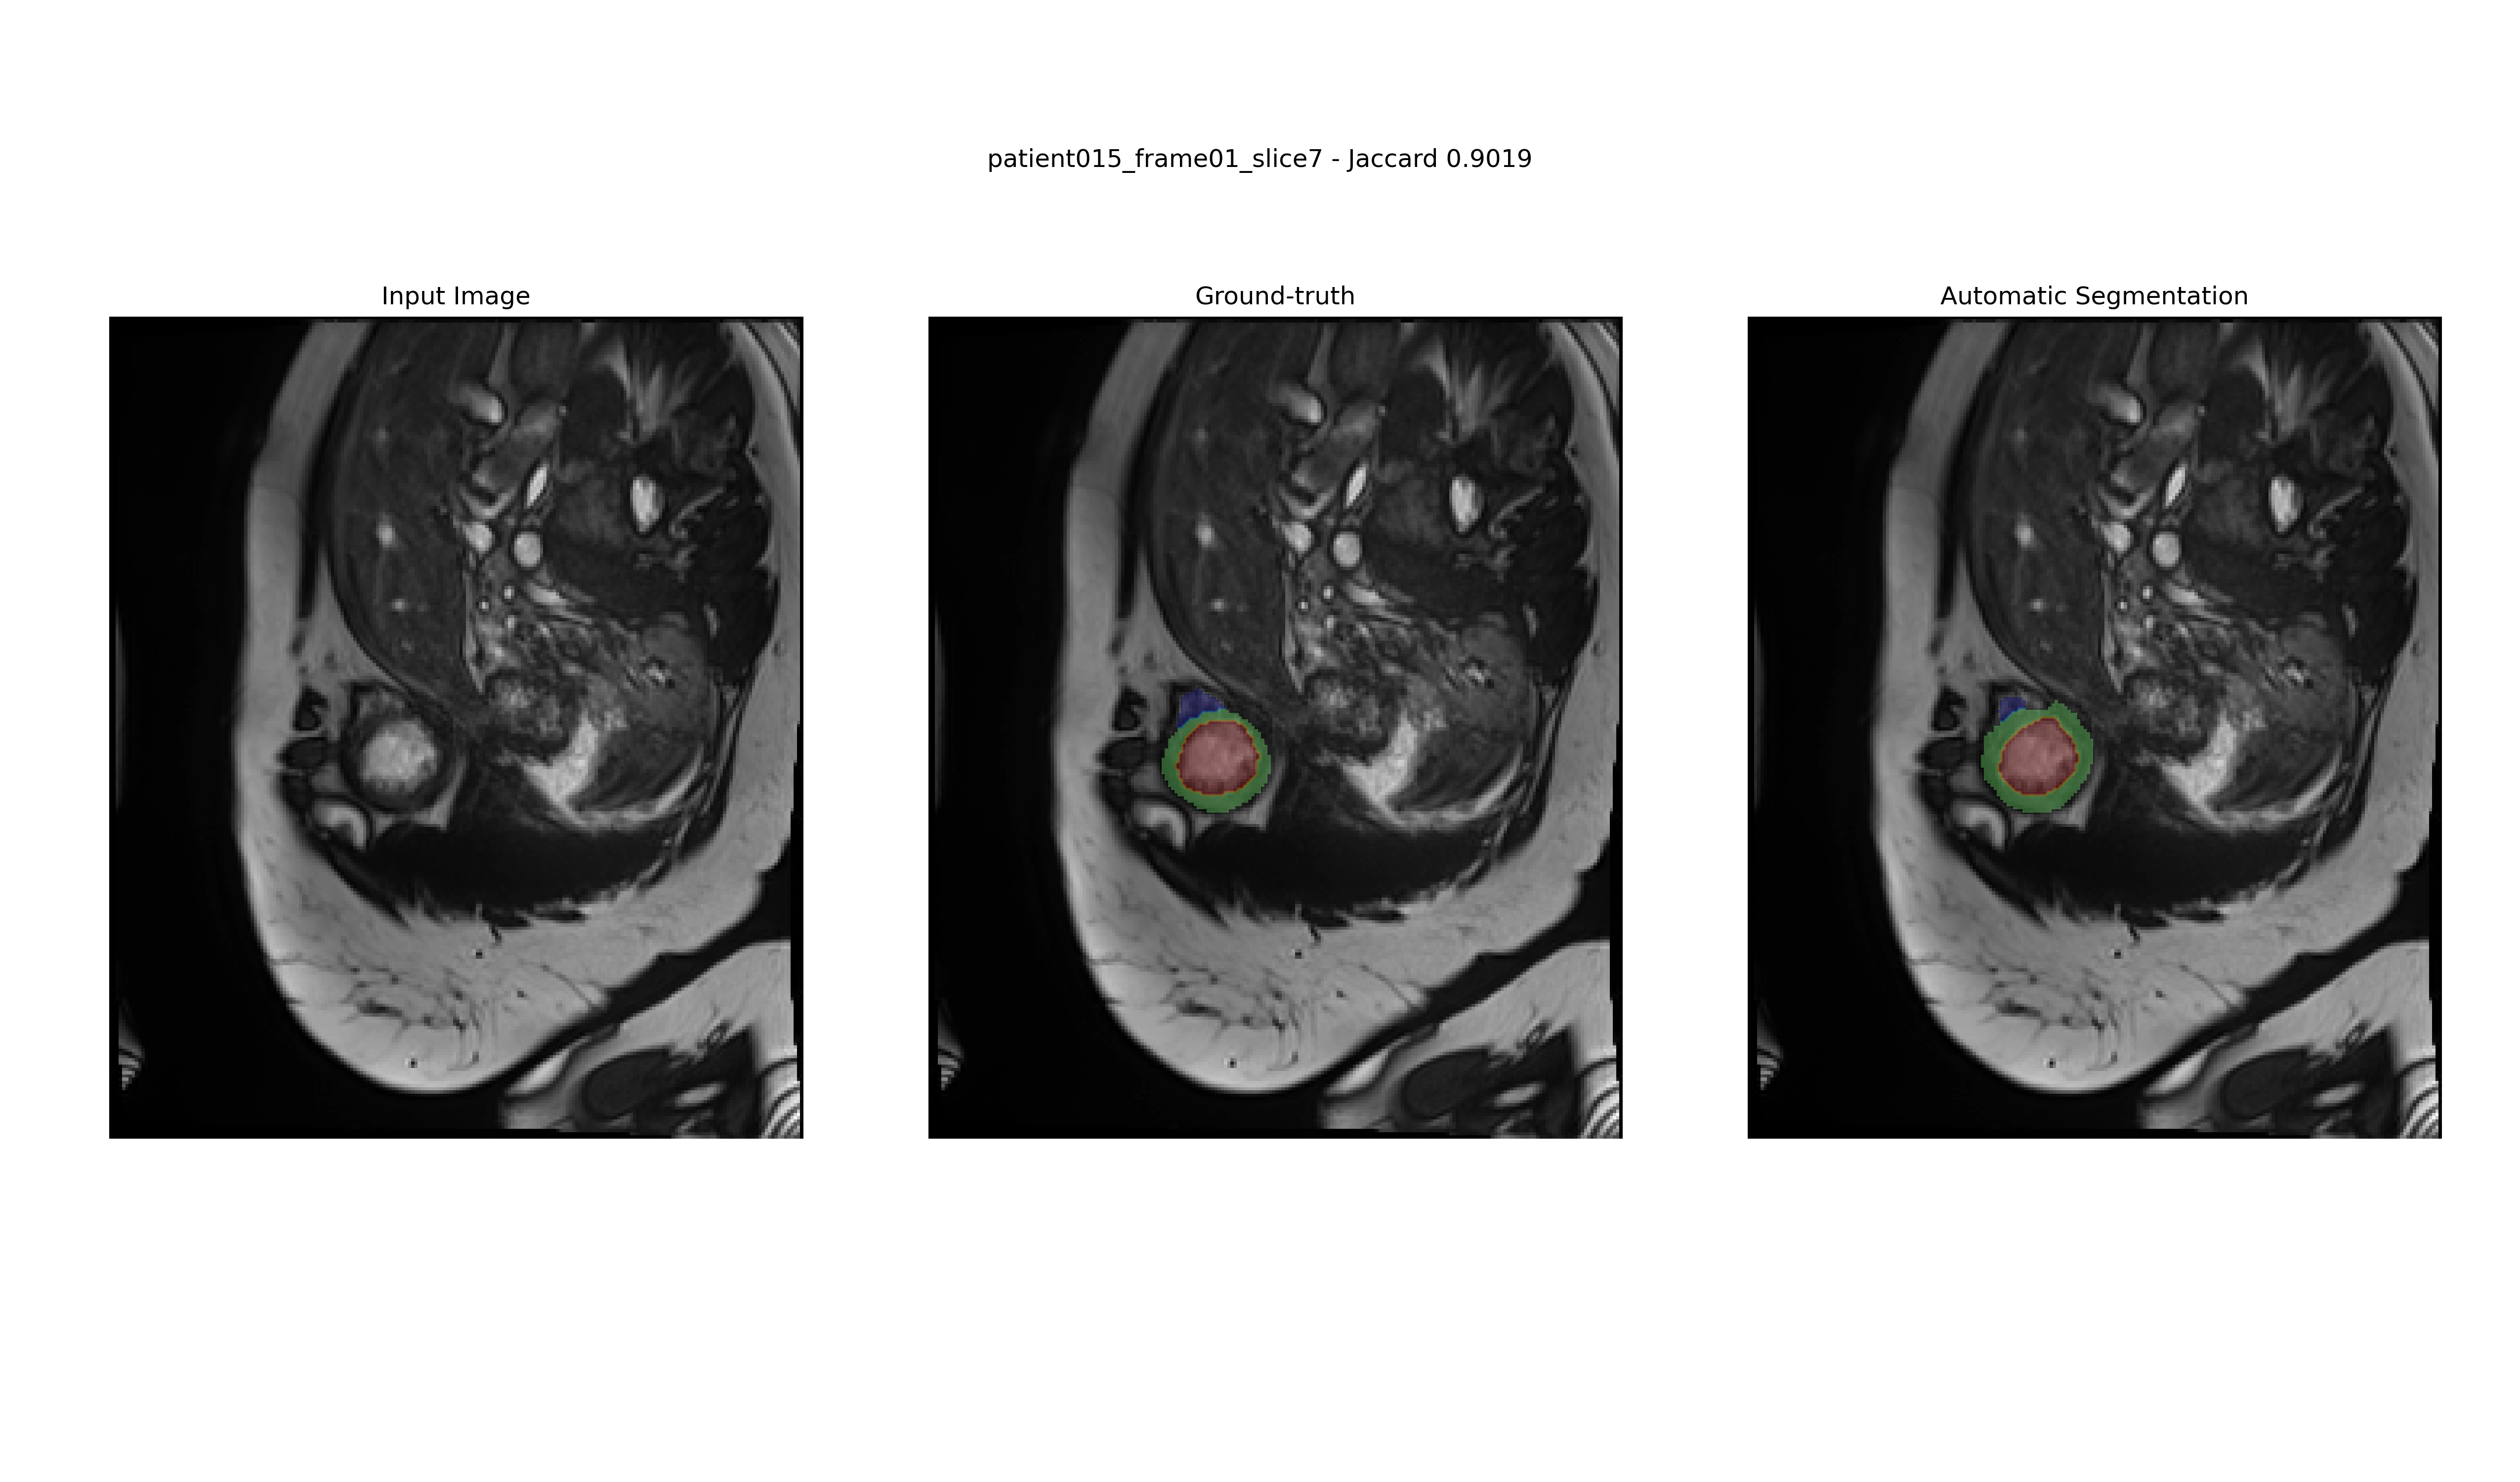 patient015_frame01_slice7 - Jaccard 0.9019
Input Image
Ground-truth
Automatic Segmentation